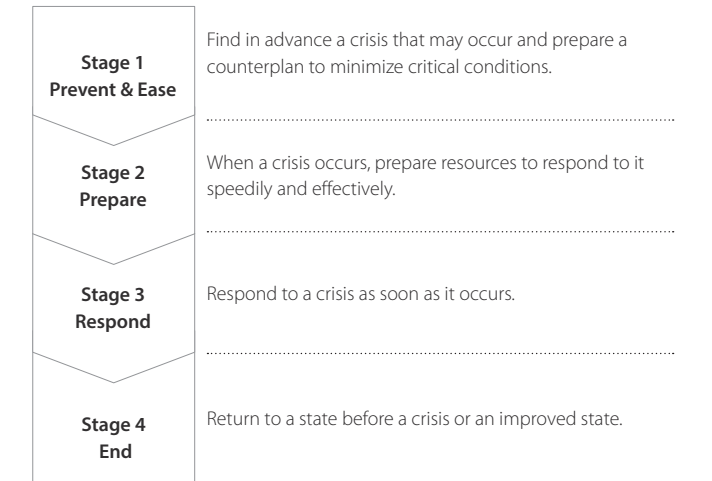 Stage 1
Prevent & Ease
Find in advance a crisis that may occur and prepare a
counterplan to minimize critical conditions.
Stage 2
Prepare
When a crisis occurs, prepare resources to respond to it
speedily and effectively.
Stage 3
Respond
Respond to a crisis as soon as it occurs.
Stage 4
End
Return to a state before a crisis or an improved state.